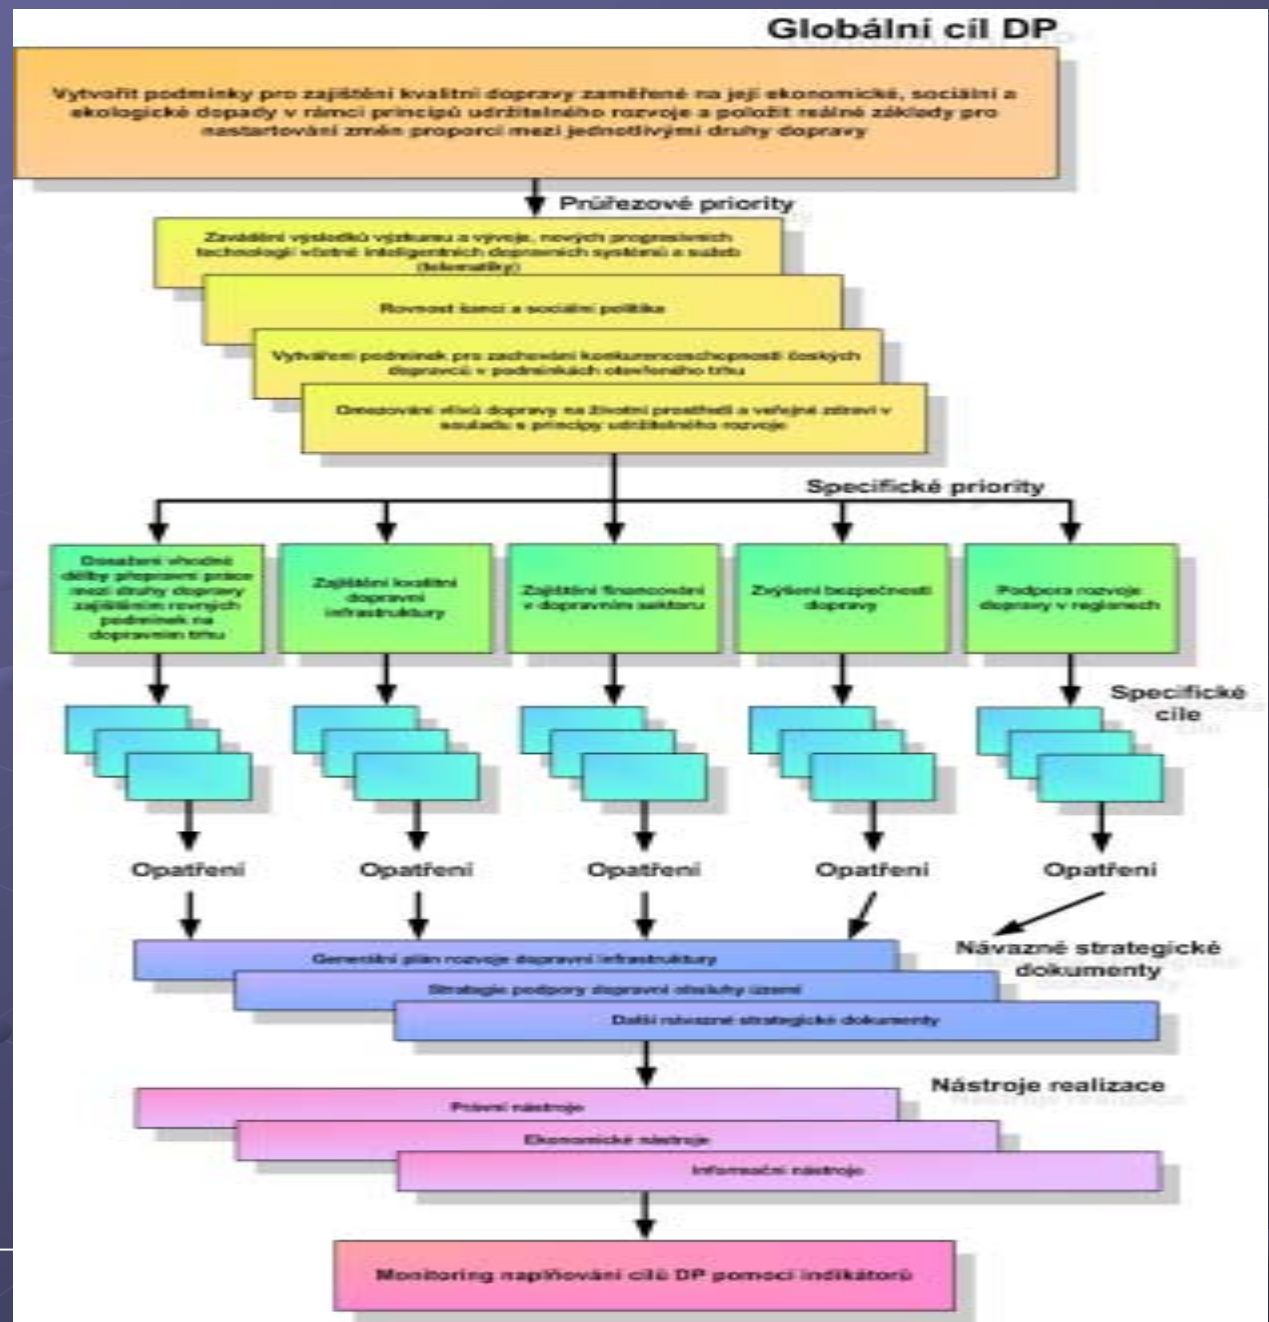 Globální cíl DP
Vytvořit podmínky pro zajištění kvalitní dopravy zaměřené na její ekonomické, sociální a
ekologické dopady v rámci principů udržitelného rozvoje a položit reálné základy pro
nastartování změn proporcí mezi jednotlivými druhy dopravy
Průřezové priority
Zavádění výsledků výzkumu a vývoje, nových progresivních
technologií včetně inteligentních dopravních systémů a služeb
(telematiky)
Rovnost šancí a sociální politika
Vytváření podmínek pro zachování konkurenceschopnosti českých
dopravců v podmínkách otevřeného trhu
Omezování vlivů dopravy na životní prostředí a veřejné zdraví v
souladu s principy udržitelného rozvoje
Specifické priority
Dosažení vhodné
dělby přepravní práce
mezi druhy dopravy
zajištěním rovných
podmínek na
dopravním trhu
Zajištění kvalitní
dopravní
infrastruktury
Zajištění financování
v dopravním sektoru
Zvýšení bezpečnosti
dopravy
Podpora rozvoje
dopravy v regionech
Specifické
cíle
Opatření
Opatření
Opatření
Opatření
Opatření
Návazné strategické
dokumenty
Generální plán rozvoje dopravní infrastruktury
Strategie podpory dopravní obsluhy území
Další návazné strategické dokumenty
Nástroje realizace
Právní nástroje
Ekonomické nástroje
Informační nástroje
Monitoring naplňování cílů DP pomocí indikátorů